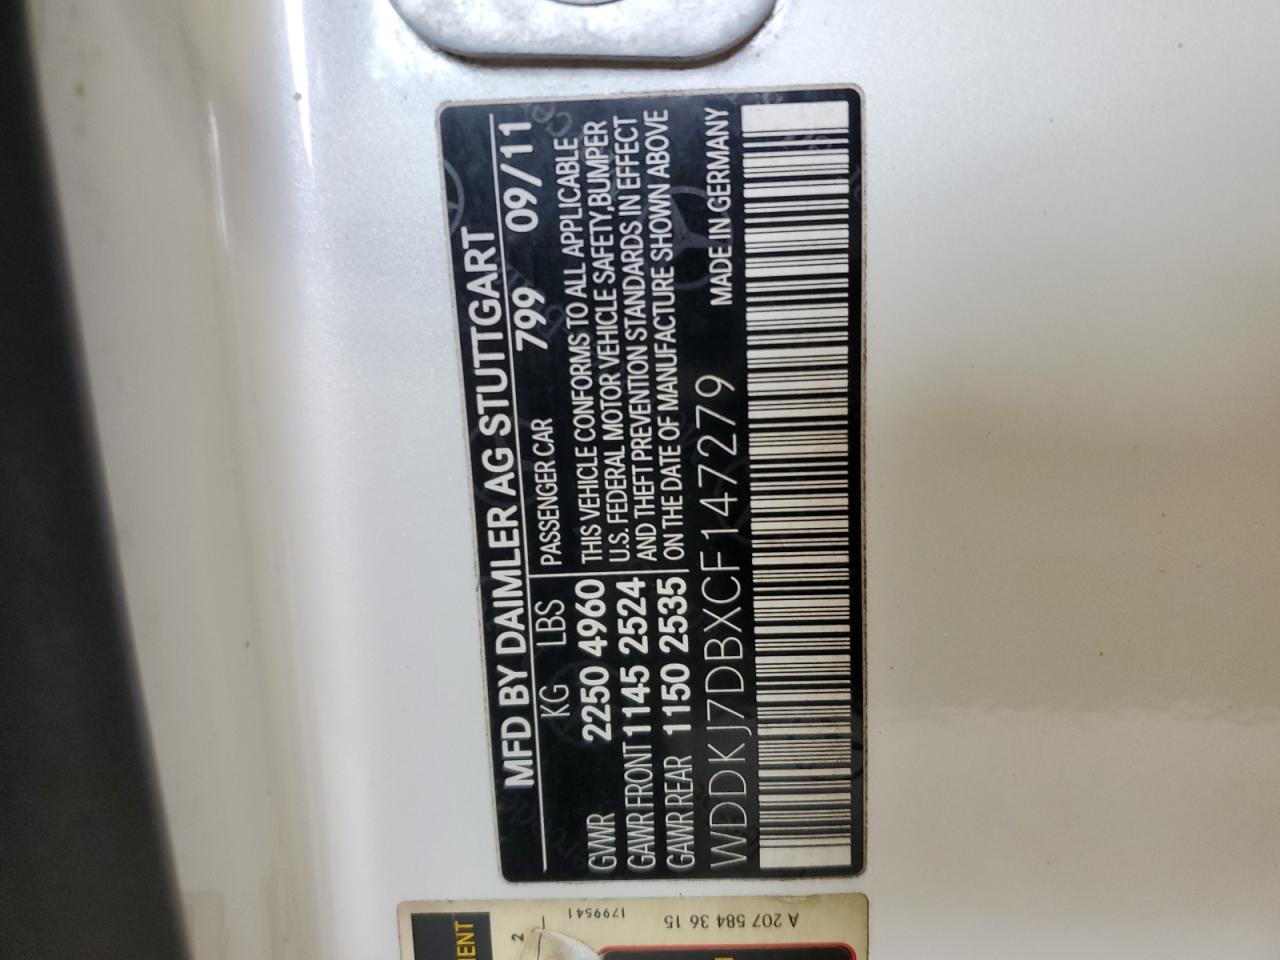 MFD BY DAIMLER AG STUTTGART
KG LBS PASSENGER CAR 799 09/11
GVWR 2250 4960 THIS VEHICLE CONFORMS TO ALL APPLICABLE
U.S. FEDERAL MOTOR VEHICLE SAFETY,BUMPER
GAWR FRONT 1145 2524 AND THEFT PREVENTION STANDARDS IN EFFECT
GAWR REAR 1150 2535 ON THE DATE OF MANUFACTURE SHOWN ABOVE
WDDKJ7DBXCF147279 MADE IN GERMANY
2
1799541
A 207 584 36 15